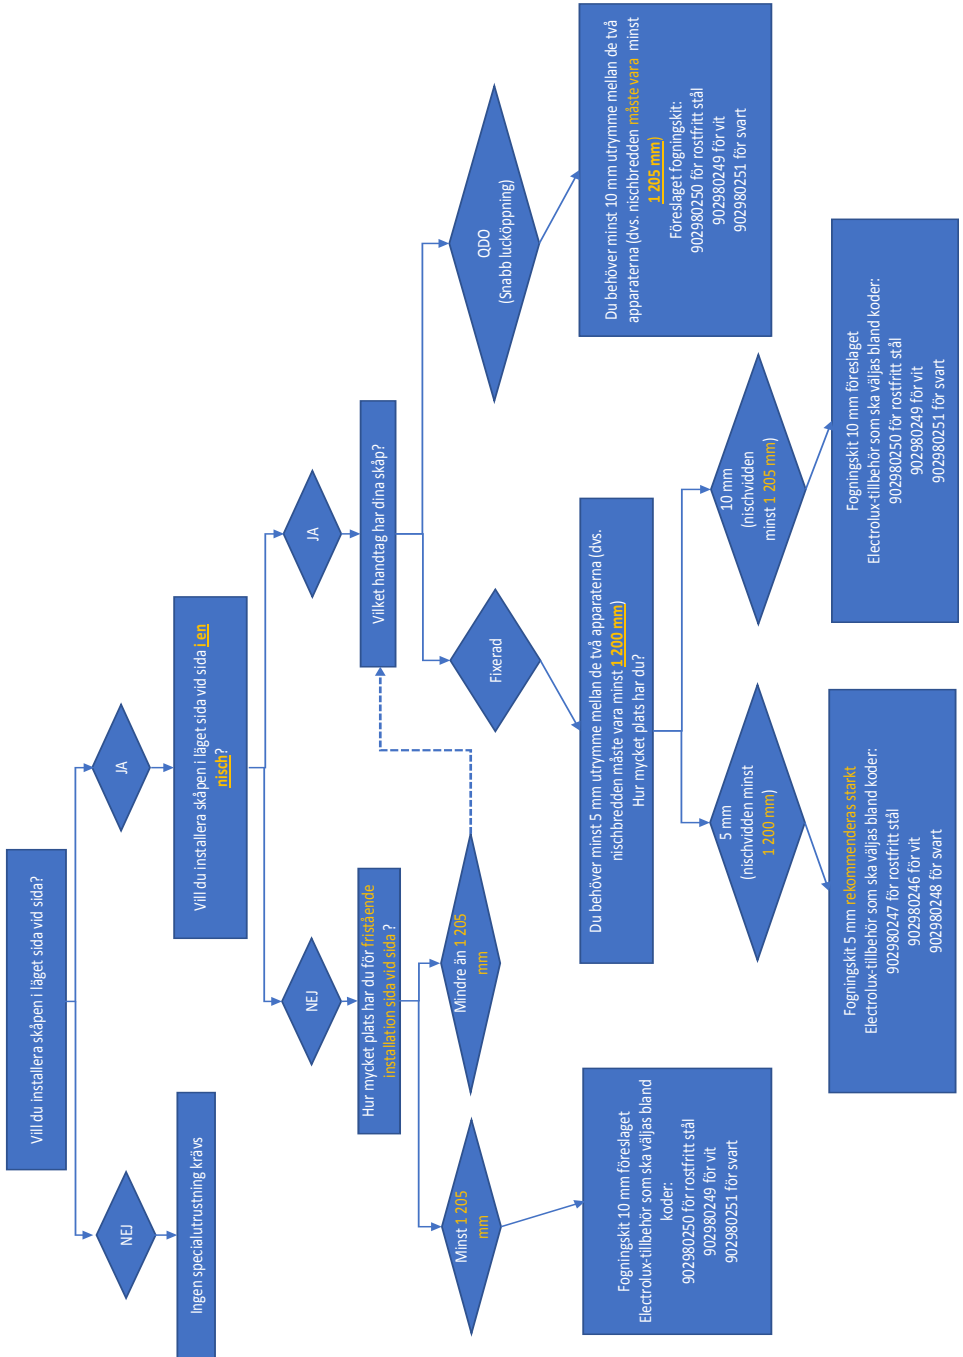 Vill du installera skåpen i läget sida vid sida?
NEJ
JA
Ingen specialutrustning krävs
Vill du installera skåpen i läget sida vid sida i en
nisch?
NEJ
JA
Hur mycket plats har du för fristående
installation sida vid sida ?
Vilket handtag har dina skåp?
Minst 1 205
mm
Mindre än 1 205
mm
Fixerad
QDO
(Snabb lucköppning)
Fogningskit 10 mm föreslaget
Electrolux-tillbehör som ska väljas bland
koder:
902980250 för rostfritt stål
902980249 för vit
902980251 för svart
Du behöver minst 5 mm utrymme mellan de två apparaterna (dvs.
nischbredden måste vara minst 1 200 mm)
Hur mycket plats har du?
Du behöver minst 10 mm utrymme mellan de två
apparaterna (dvs. nischbredden måste vara minst
1 205 mm)
Föreslaget fogningskit:
902980250 för rostfritt stål
902980249 för vit
902980251 för svart
5 mm
(nischvidden minst
1 200 mm)
10 mm
(nischvidden
minst 1 205 mm)
Fogningskit 5 mm rekommenderas starkt
Electrolux-tillbehör som ska väljas bland koder:
902980247 för rostfritt stål
902980246 för vit
902980248 för svart
Fogningskit 10 mm föreslaget
Electrolux-tillbehör som ska väljas bland koder:
902980250 för rostfritt stål
902980249 för vit
902980251 för svart